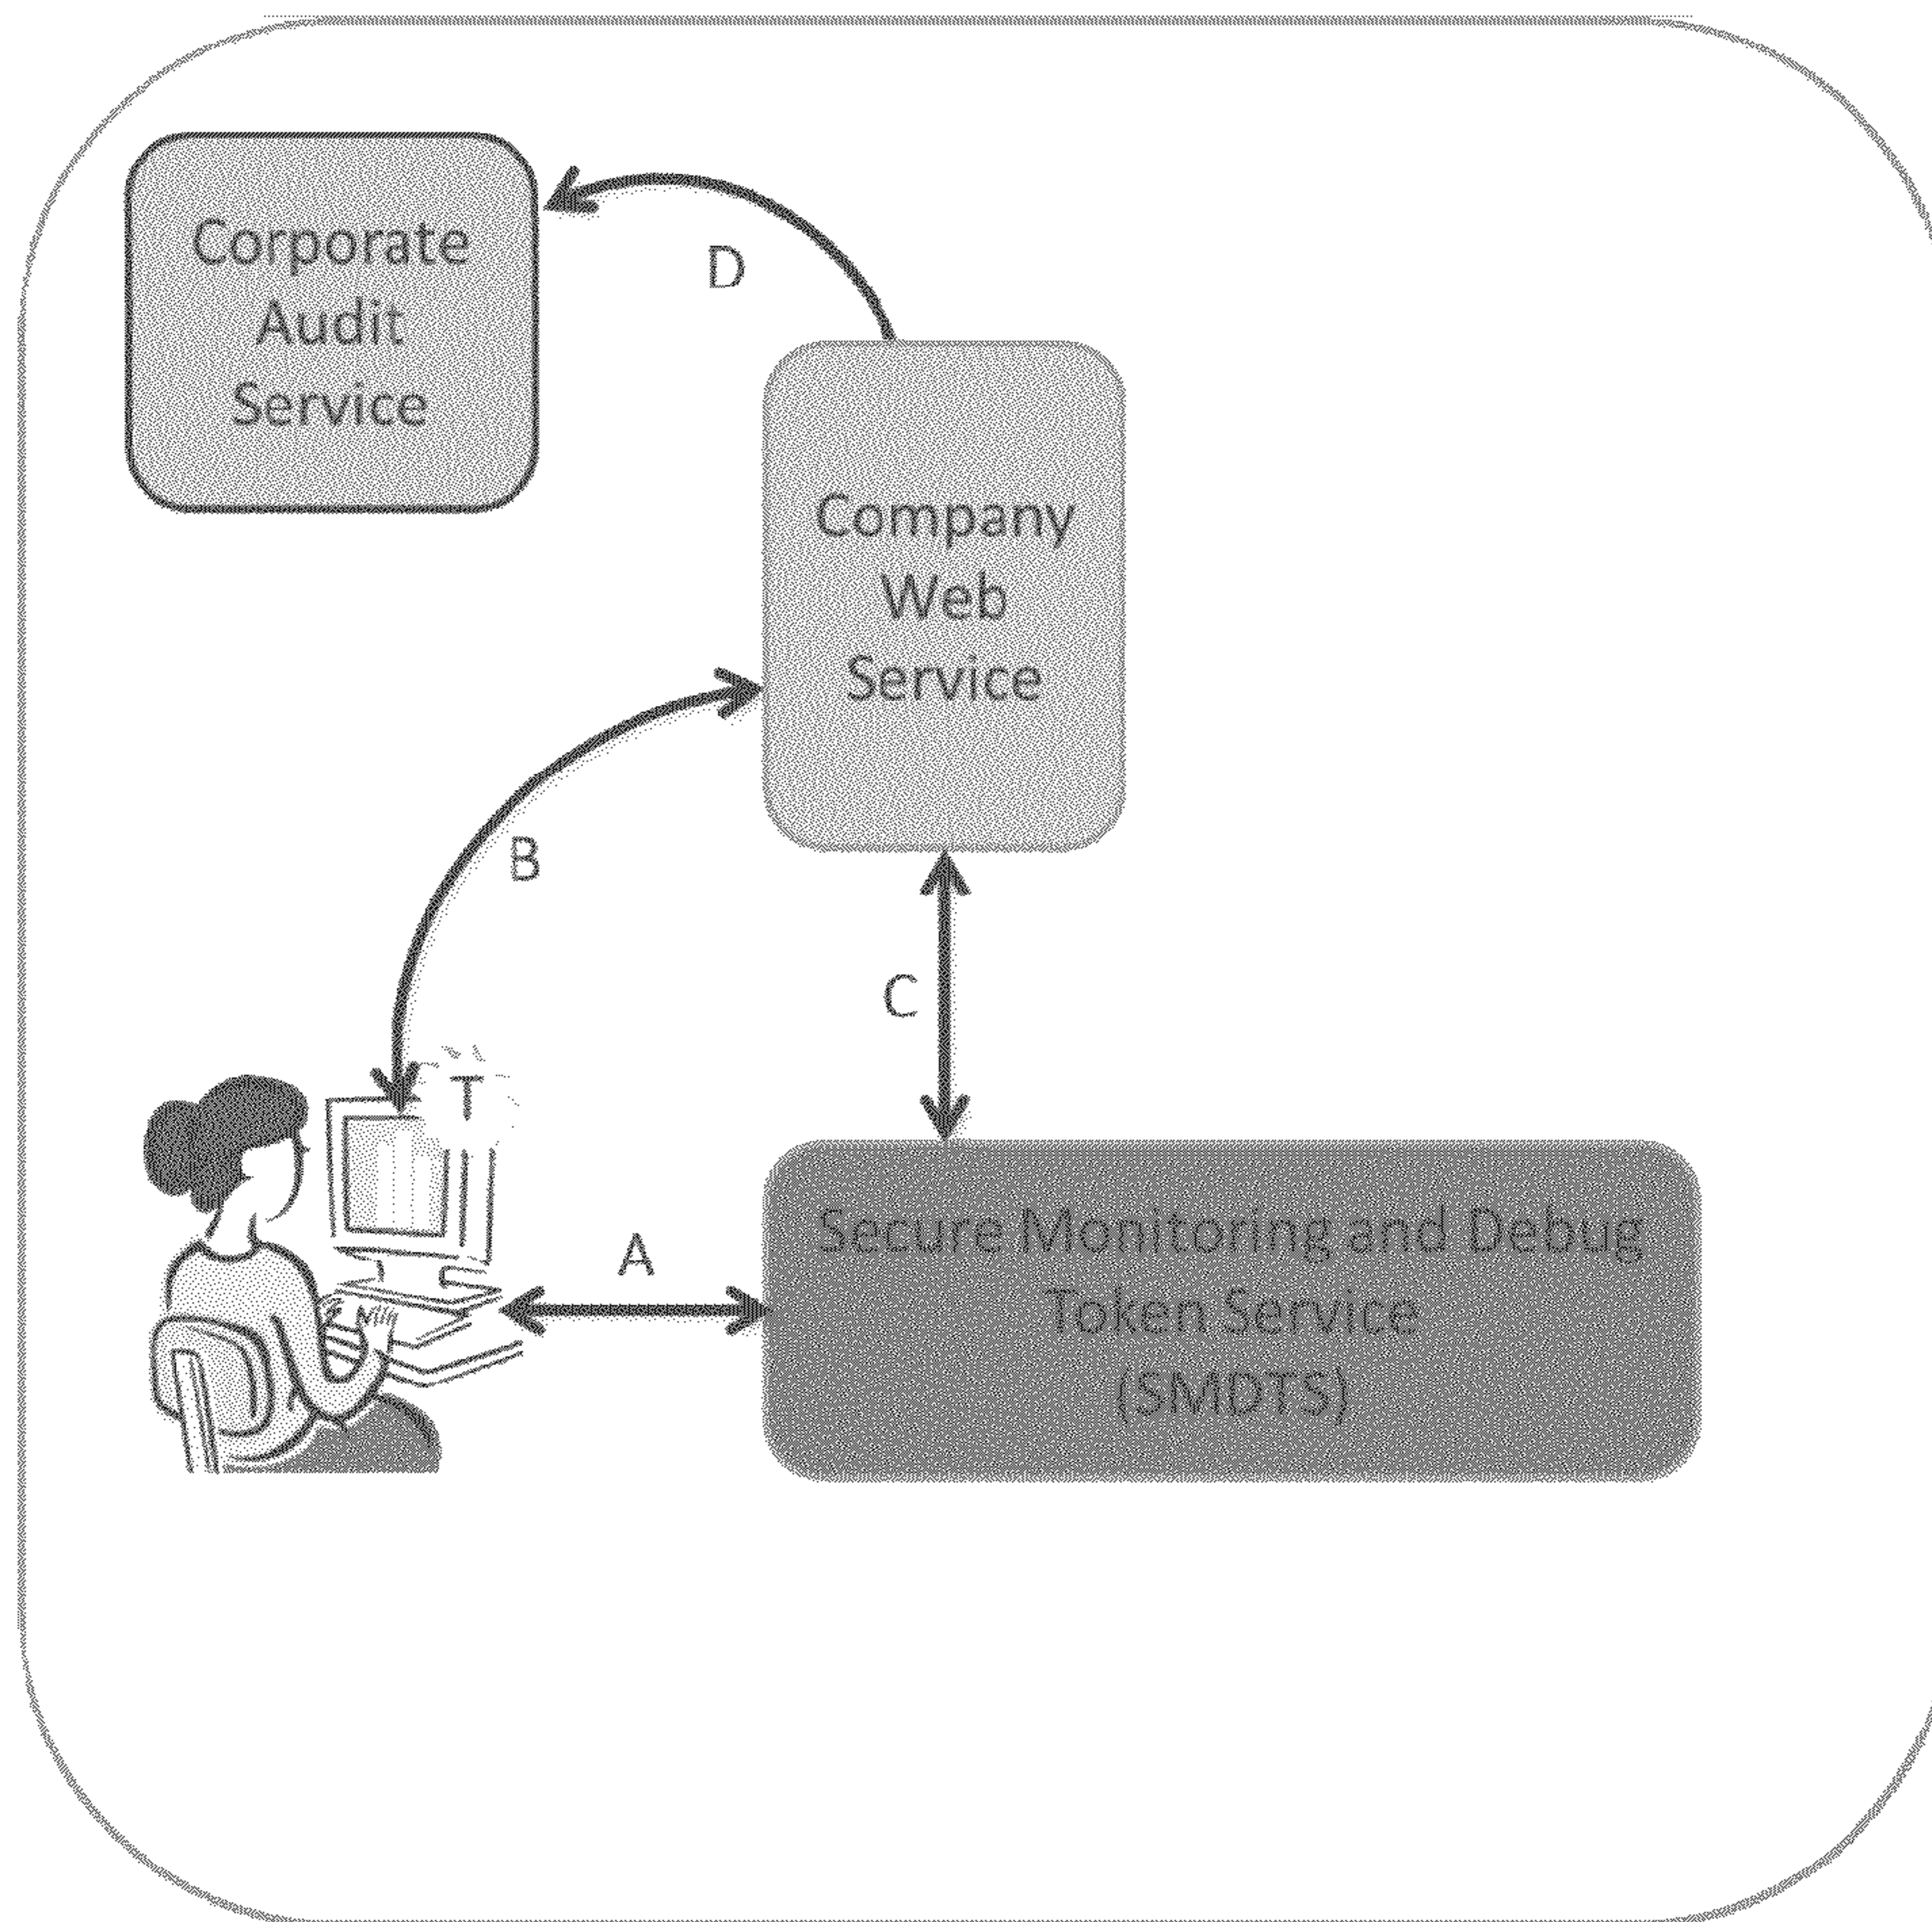 Corporate
Audit
Service
D
Company
Web
Service
B
C
T
A
Secure Monitoring and Debug
Token Service
(SMDTS)